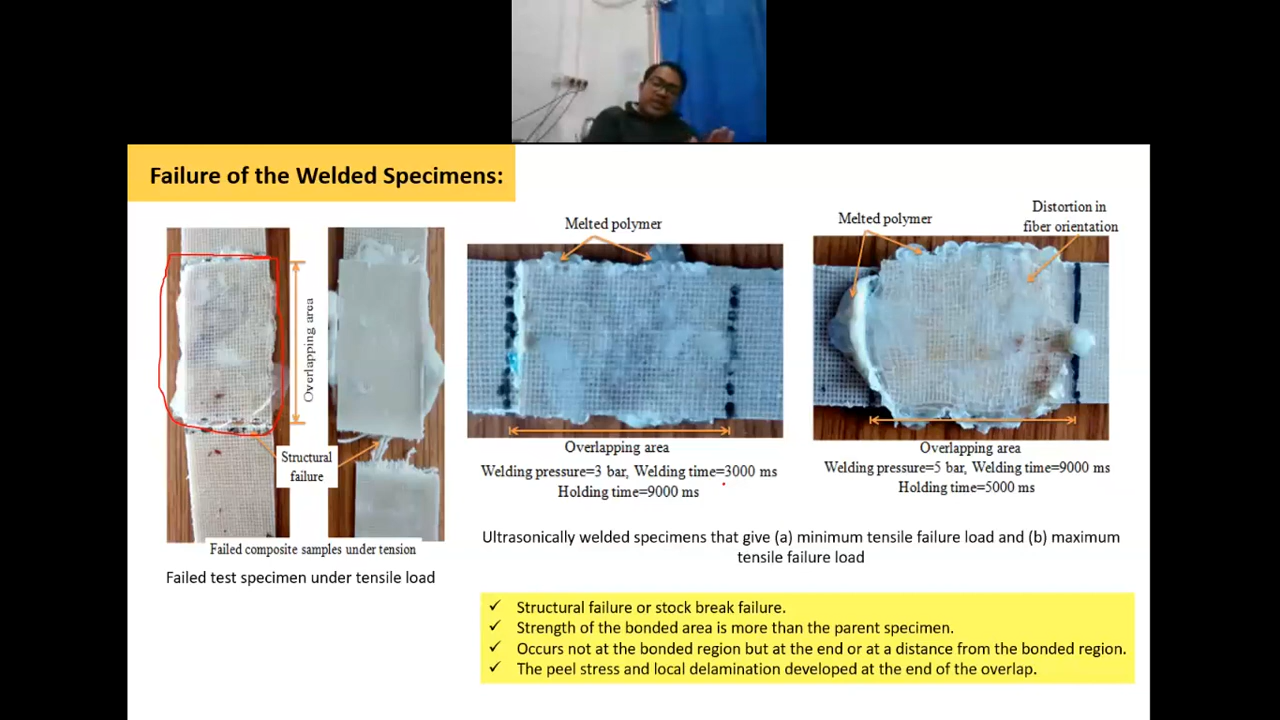 Failure of the Welded Specimens:
Overlapping area
Structural
failure
Failed composite samples under tension
Failed test specimen under tensile load
Melted polymer
Overlapping area
Welding pressure=3 bar, Welding time=3000 ms
Holding time=9000 ms
Melted polymer
Distortion in
fiber orientation
Overlapping area
Welding pressure=5 bar, Welding time=9000 ms
Holding time=5000 ms
Ultrasonically welded specimens that give (a) minimum tensile failure load and (b) maximum
tensile failure load
✓ Structural failure or stock break failure.
✓ Strength of the bonded area is more than the parent specimen.
✓ Occurs not at the bonded region but at the end or at a distance from the bonded region.
✓ The peel stress and local delamination developed at the end of the overlap.